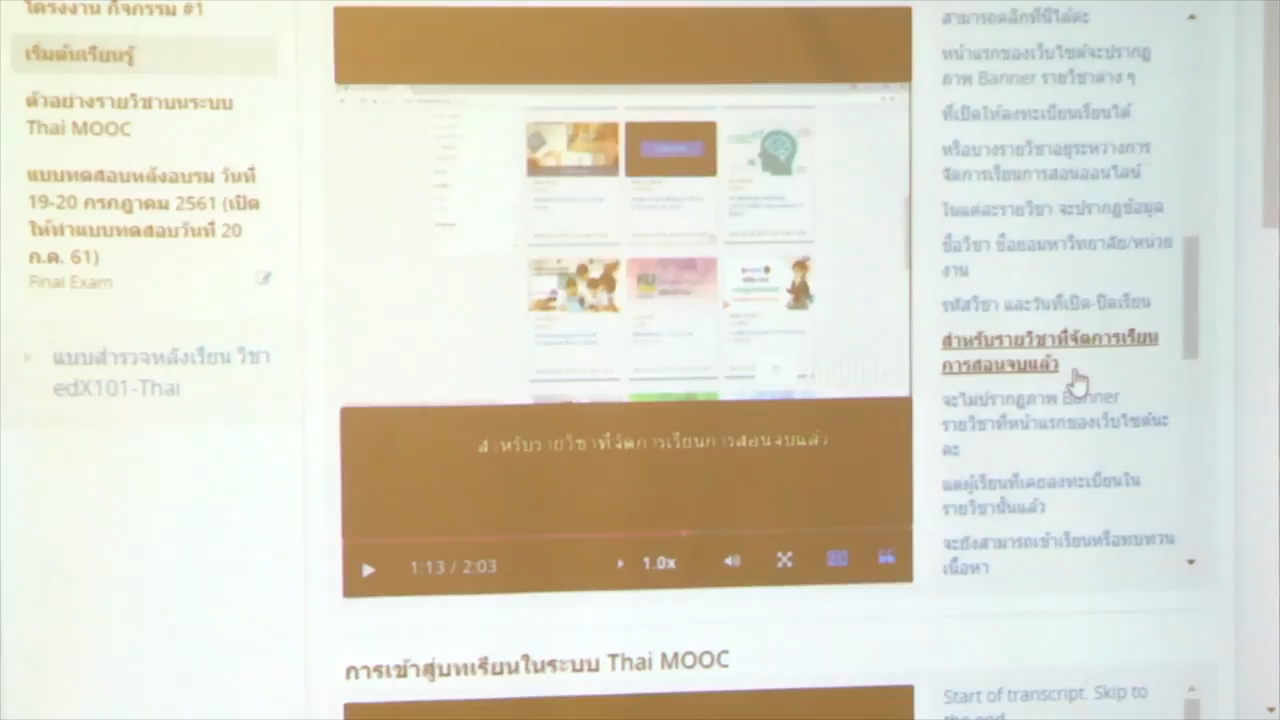 โครงงาน กิจกรรม #1
เริ่มต้นเรียนรู้
ตัวอย่างรายวิชาบนระบบ
Thai MOOC
แบบทดสอบหลังอบรม วันที่
19-20 กรกฎาคม 2561 (เปิด
ให้ทำแบบทดสอบวันที่ 20
ก.ค. 61)
Final Exam
แบบสำรวจหลังเรียน วิชา
edX101-Thai
สำหรับรายวิชาที่จัดการเรียนการสอนจบแล้ว
1:13 / 2:03
1.0x
การเข้าสู่บทเรียนในระบบ Thai MOOC
สามารถคลิกที่นี่ได้ค่ะ
หน้าแรกของเว็บไซต์จะปรากฏ
ภาพ Banner รายวิชาต่าง ๆ
ที่เปิดให้ลงทะเบียนเรียนได้
หรือบางรายวิชาอยู่ระหว่างการ
จัดการเรียนการสอนออนไลน์
ในแต่ละรายวิชา จะปรากฏข้อมูล
ชื่อวิชา ชื่อย่อมหาวิทยาลัย/หน่วย
งาน
รหัสวิชา และวันที่เปิด-ปิดเรียน
สำหรับรายวิชาที่จัดการเรียน
การสอนจบแล้ว
จะไม่ปรากฏภาพ Banner
รายวิชาที่หน้าแรกของเว็บไซต์นะ
คะ
แต่ผู้เรียนที่เคยลงทะเบียนใน
รายวิชานั้นแล้ว
จะยังสามารถเข้าเรียนหรือทบทวน
เนื้อหา
Start of transcript. Skip to
the end.